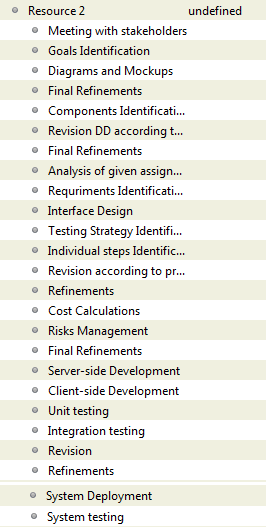 Resource 2 undefined
Meeting with stakeholders
Goals Identification
Diagrams and Mockups
Final Refinements
Components Identificati...
Revision DD according t...
Final Refinements
Analysis of given assign...
Requriments Identificati...
Interface Design
Testing Strategy Identifi...
Individual steps Identific...
Revision according to pr...
Refinements
Cost Calculations
Risks Management
Final Refinements
Server-side Development
Client-side Development
Unit testing
Integration testing
Revision
Refinements
System Deployment
System testing